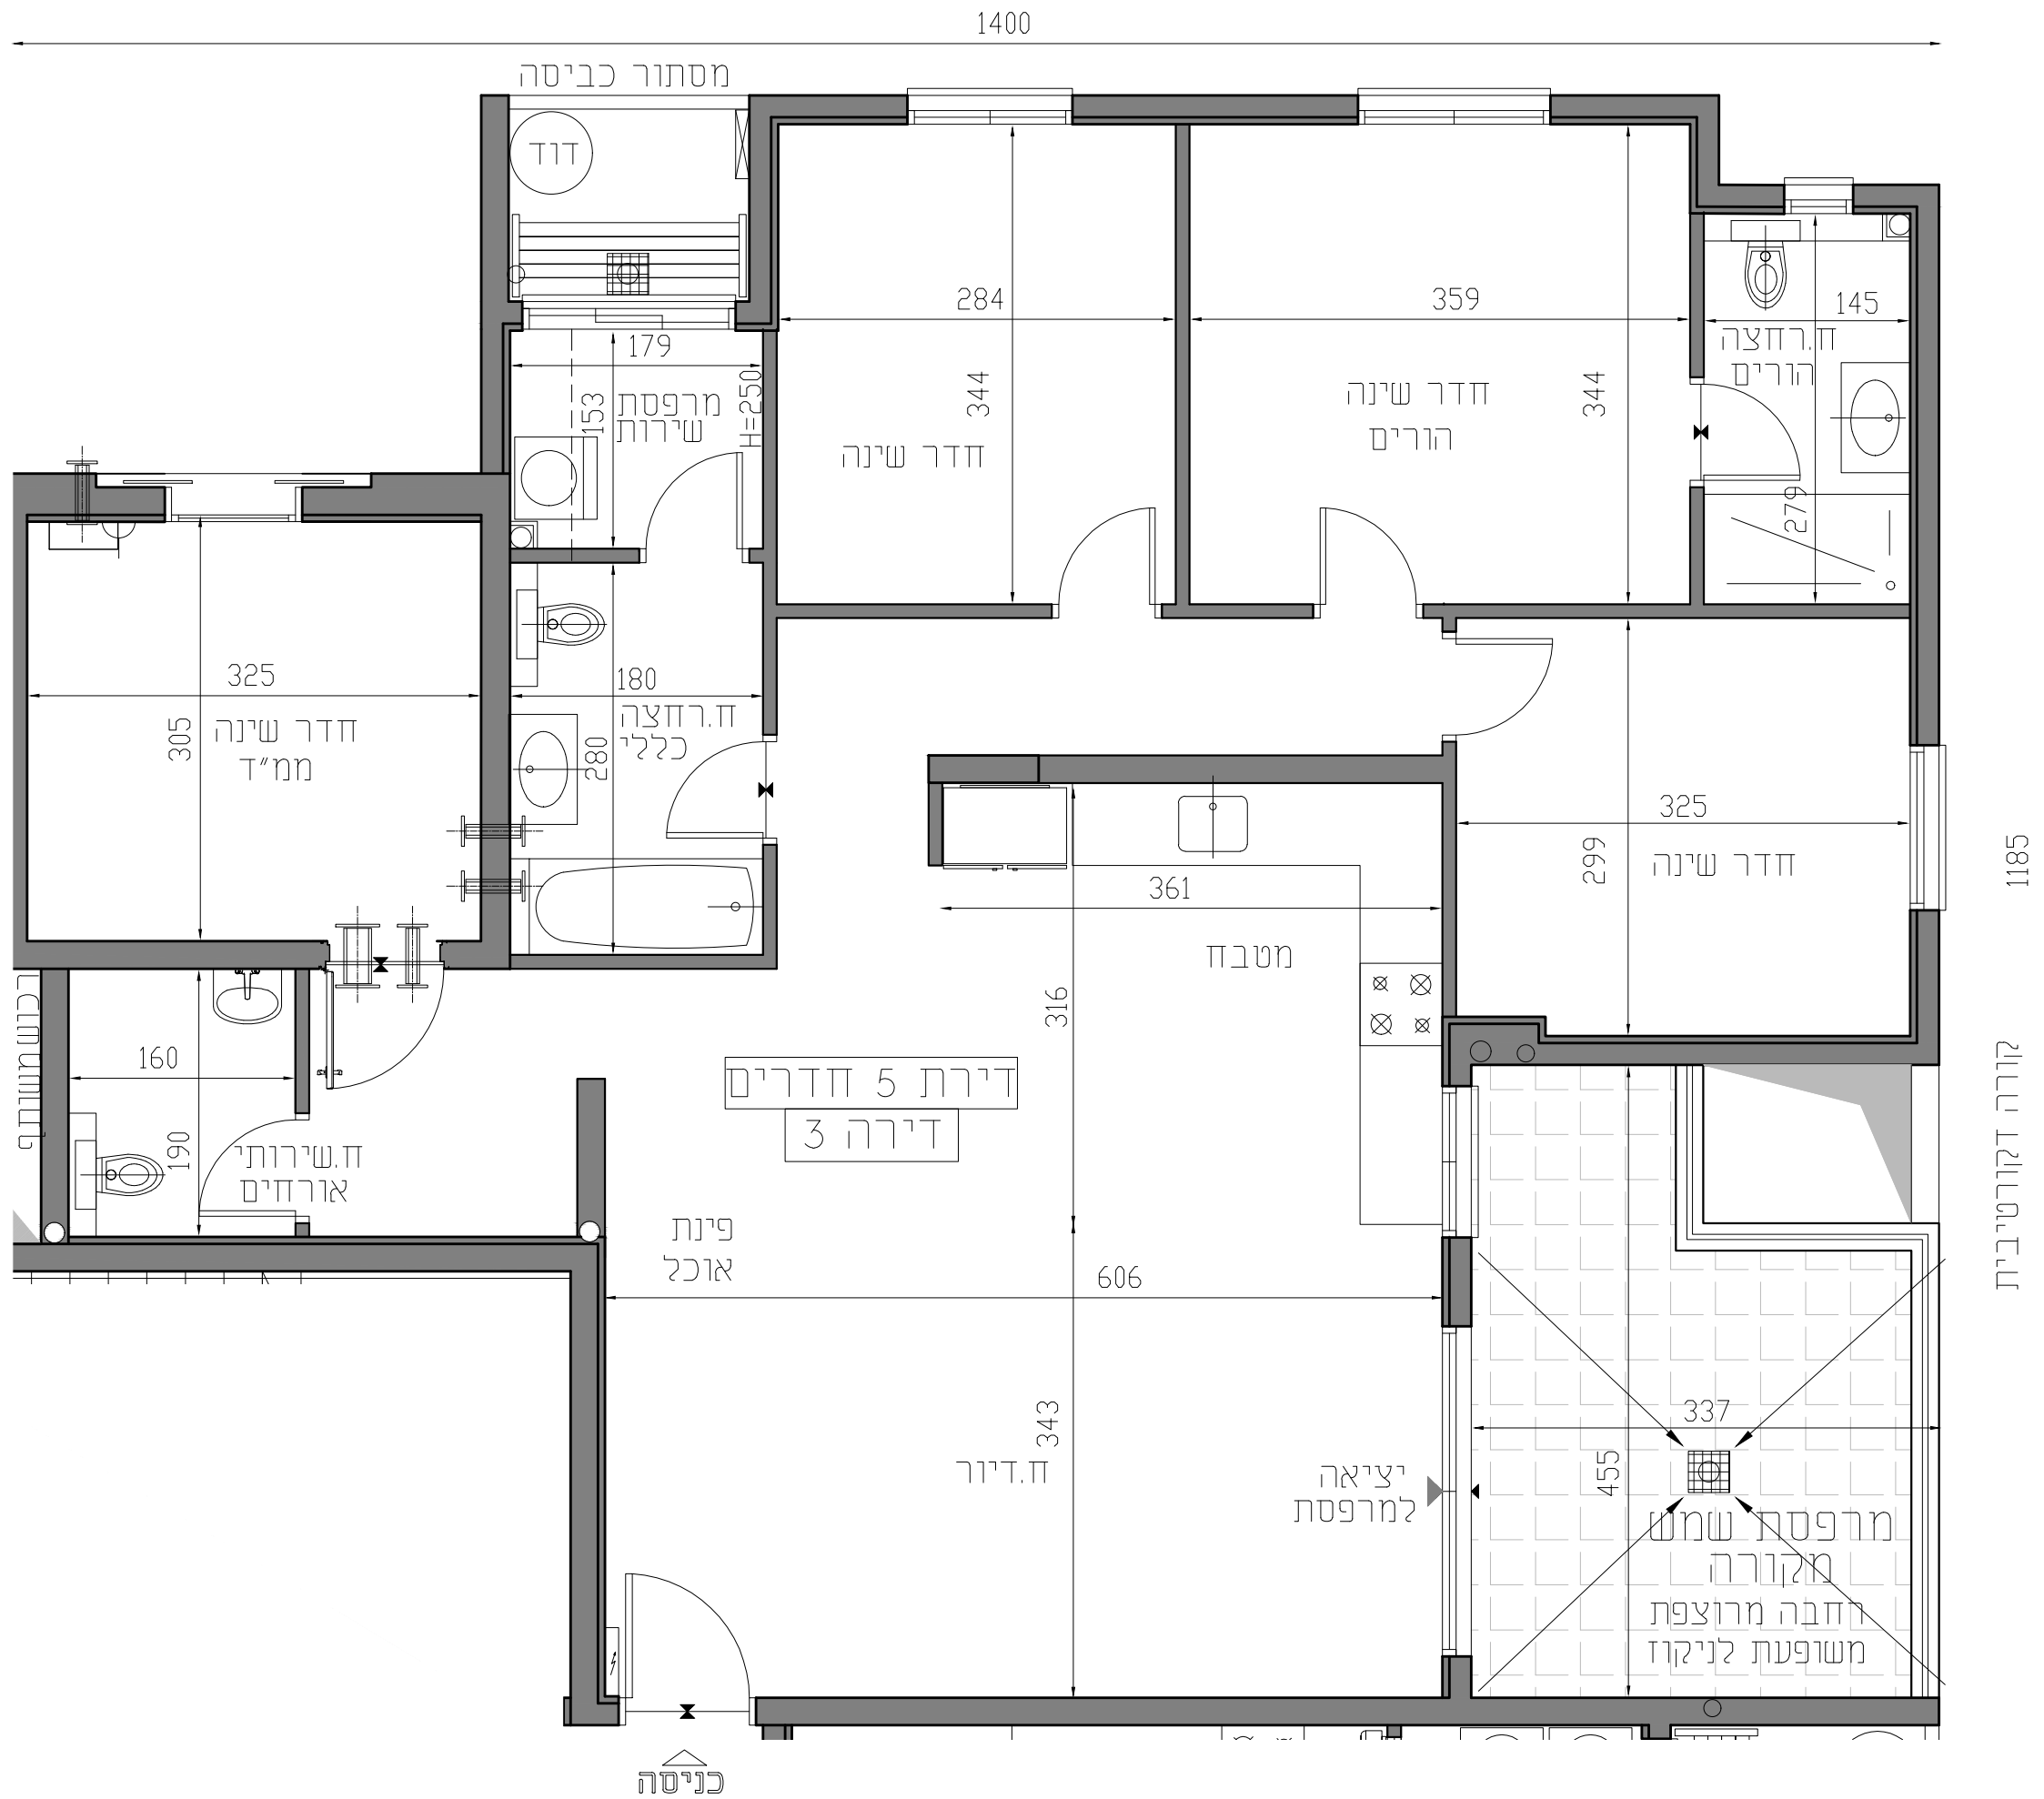 1400
מסתור כביסה
דוד
284
359
145
179
ח.רחצה
הורים
344
344
153
H=250
מרפסת
שירות
חדר שינה
הורים
חדר שינה
279
325
180
305
חדר שינה
ממ״ד
ח.רחצה
כללי
280
325
299
חדר שינה
1185
361
מטבח
316
רכוש משותף
160
190
ח.שירותי
אורחים
דירת 5 חדרים
דירה 3
פינת
אוכל
606
קורה דקורטיבית
343
ח.דיור
יציאה
למרפסת
337
455
מרפסת שמש
מקורה
רחבה מרוצפת
משופעת לניקוז
כניסה